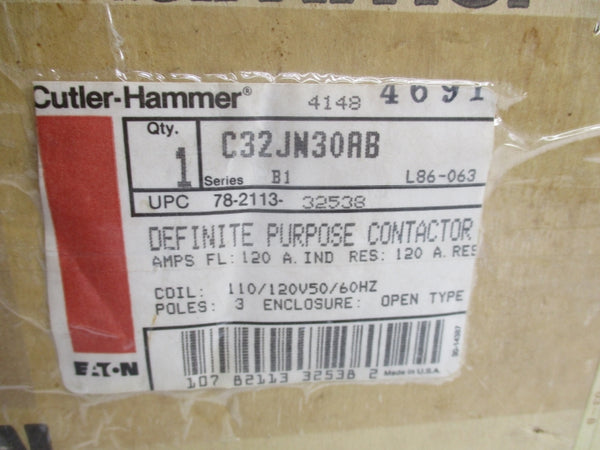 Cutler-Hammer®
4148 4691
Qty. 1
C32JN30AB
Series B1 L86-063
UPC 78-2113- 32538
DEFINITE PURPOSE CONTACTOR
AMPS FL: 120 A. IND RES: 120 A. RES
COIL: 110/120V50/60HZ
POLES: 3 ENCLOSURE: OPEN TYPE
EATON
107 82113 32538 2
Made in U.S.A.
30-14387